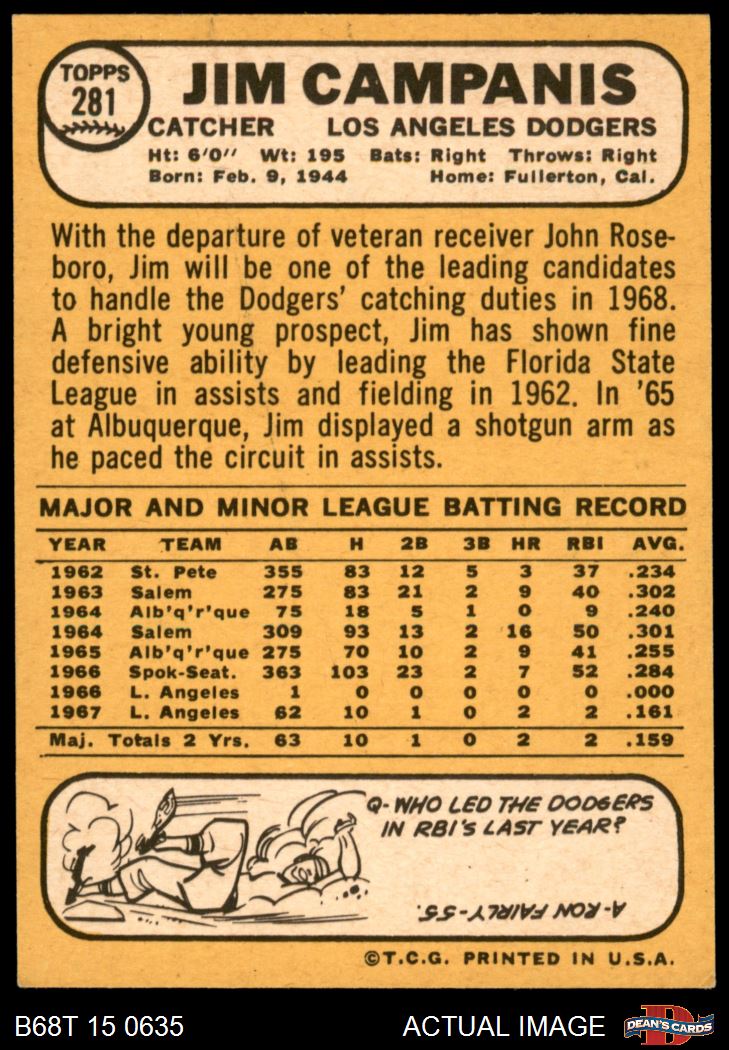 TOPPS
281
JIM CAMPANIS
CATCHER LOS ANGELES DODGERS
Ht: 6'0'' Wt: 195 Bats: Right Throws: Right
Born: Feb. 9, 1944 Home: Fullerton, Cal.
With the departure of veteran receiver John Rose-
boro, Jim will be one of the leading candidates
to handle the Dodgers' catching duties in 1968.
A bright young prospect, Jim has shown fine
defensive ability by leading the Florida State
League in assists and fielding in 1962. In '65
at Albuquerque, Jim displayed a shotgun arm as
he paced the circuit in assists.
MAJOR AND MINOR LEAGUE BATTING RECORD
YEAR TEAM AB H 2B 3B HR RBI AVG.
1962 St. Pete 355 83 12 5 3 37 .234
1963 Salem 275 83 21 2 9 40 .302
1964 Alb'q'r'que 75 18 5 1 0 9 .240
1964 Salem 309 93 13 2 16 50 .301
1965 Alb'q'r'que 275 70 10 2 9 41 .255
1966 Spok-Seat. 363 103 23 2 7 52 .284
1966 L. Angeles 1 0 0 0 0 0 .000
1967 L. Angeles 62 10 1 0 2 2 .161
Maj. Totals 2 Yrs. 63 10 1 0 2 2 .159
Q-WHO LED THE DODGERS
IN RBI'S LAST YEAR?
A-RON FAIRLY-55.
©T.C.G. PRINTED IN U.S.A.
B68T 15 0635 ACTUAL IMAGE
D
DEAN'S CARDS